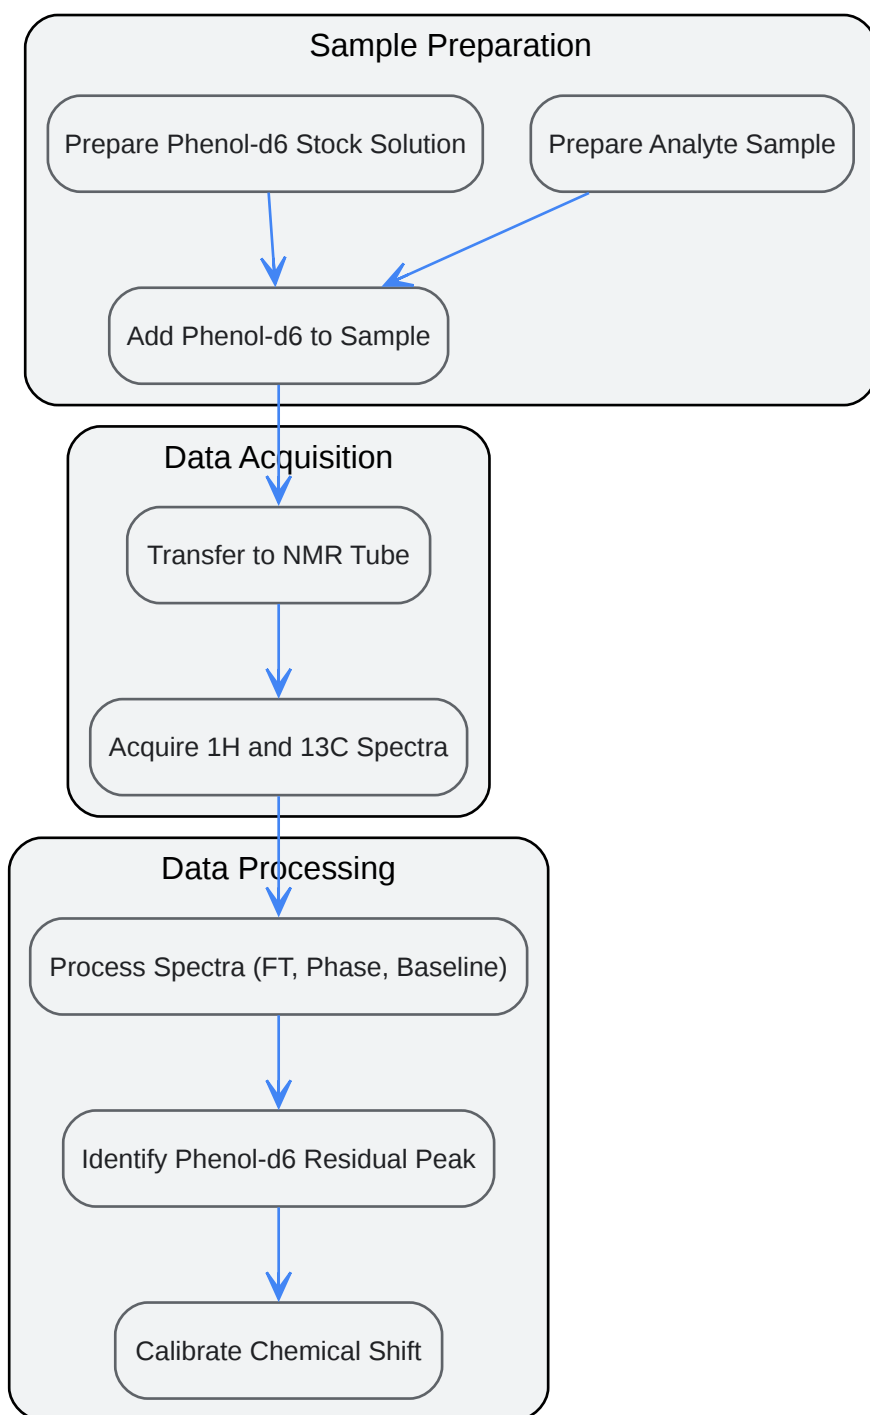 Sample Preparation
Prepare Phenol-d6 Stock Solution
Prepare Analyte Sample
Add Phenol-d6 to Sample
Data Acquisition
Transfer to NMR Tube
Acquire 1H and 13C Spectra
Data Processing
Process Spectra (FT, Phase, Baseline)
Identify Phenol-d6 Residual Peak
Calibrate Chemical Shift